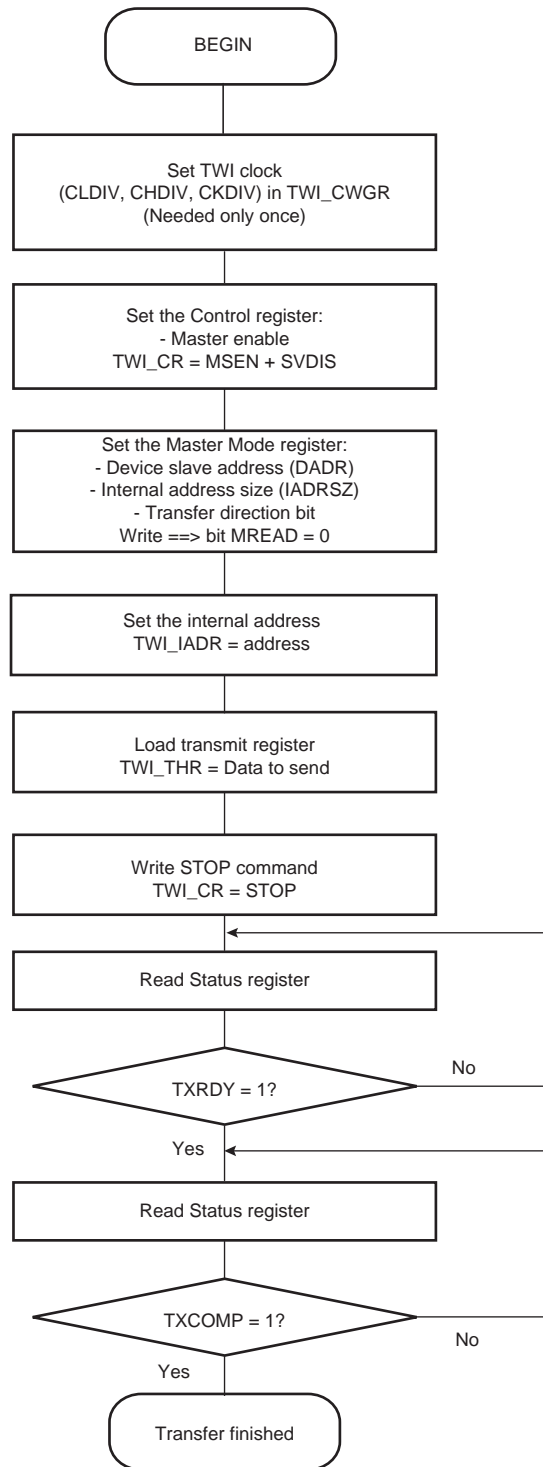 BEGIN
Set TWI clock
(CLDIV, CHDIV, CKDIV) in TWI_CWGR
(Needed only once)
Set the Control register:
- Master enable
TWI_CR = MSEN + SVDIS
Set the Master Mode register:
- Device slave address (DADR)
- Internal address size (IADRSZ)
- Transfer direction bit
Write ==> bit MREAD = 0
Set the internal address
TWI_IADR = address
Load transmit register
TWI_THR = Data to send
Write STOP command
TWI_CR = STOP
Read Status register
TXRDY = 1?
No
Yes
Read Status register
TXCOMP = 1?
No
Yes
Transfer finished